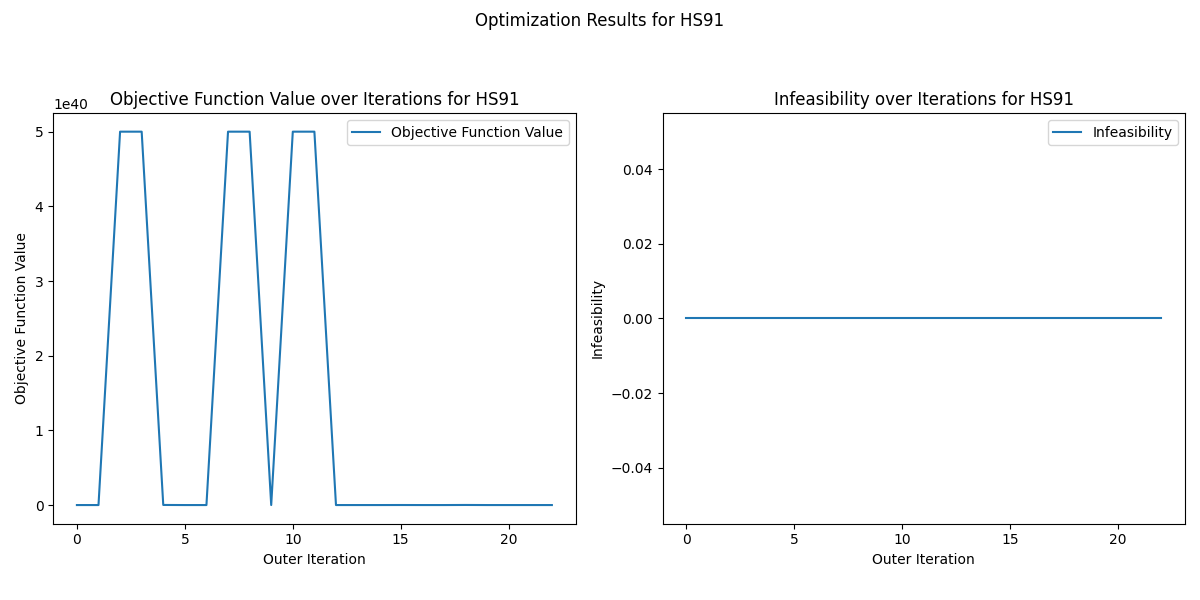 Optimization Results for HS91
Objective Function Value over Iterations for HS91
1e40
Objective Function Value
5
4
3
2
1
0
Objective Function Value
0 5 10 15 20
Outer Iteration
Infeasibility over Iterations for HS91
Infeasibility
0.04
0.02
0.00
−0.02
−0.04
Infeasibility
0 5 10 15 20
Outer Iteration